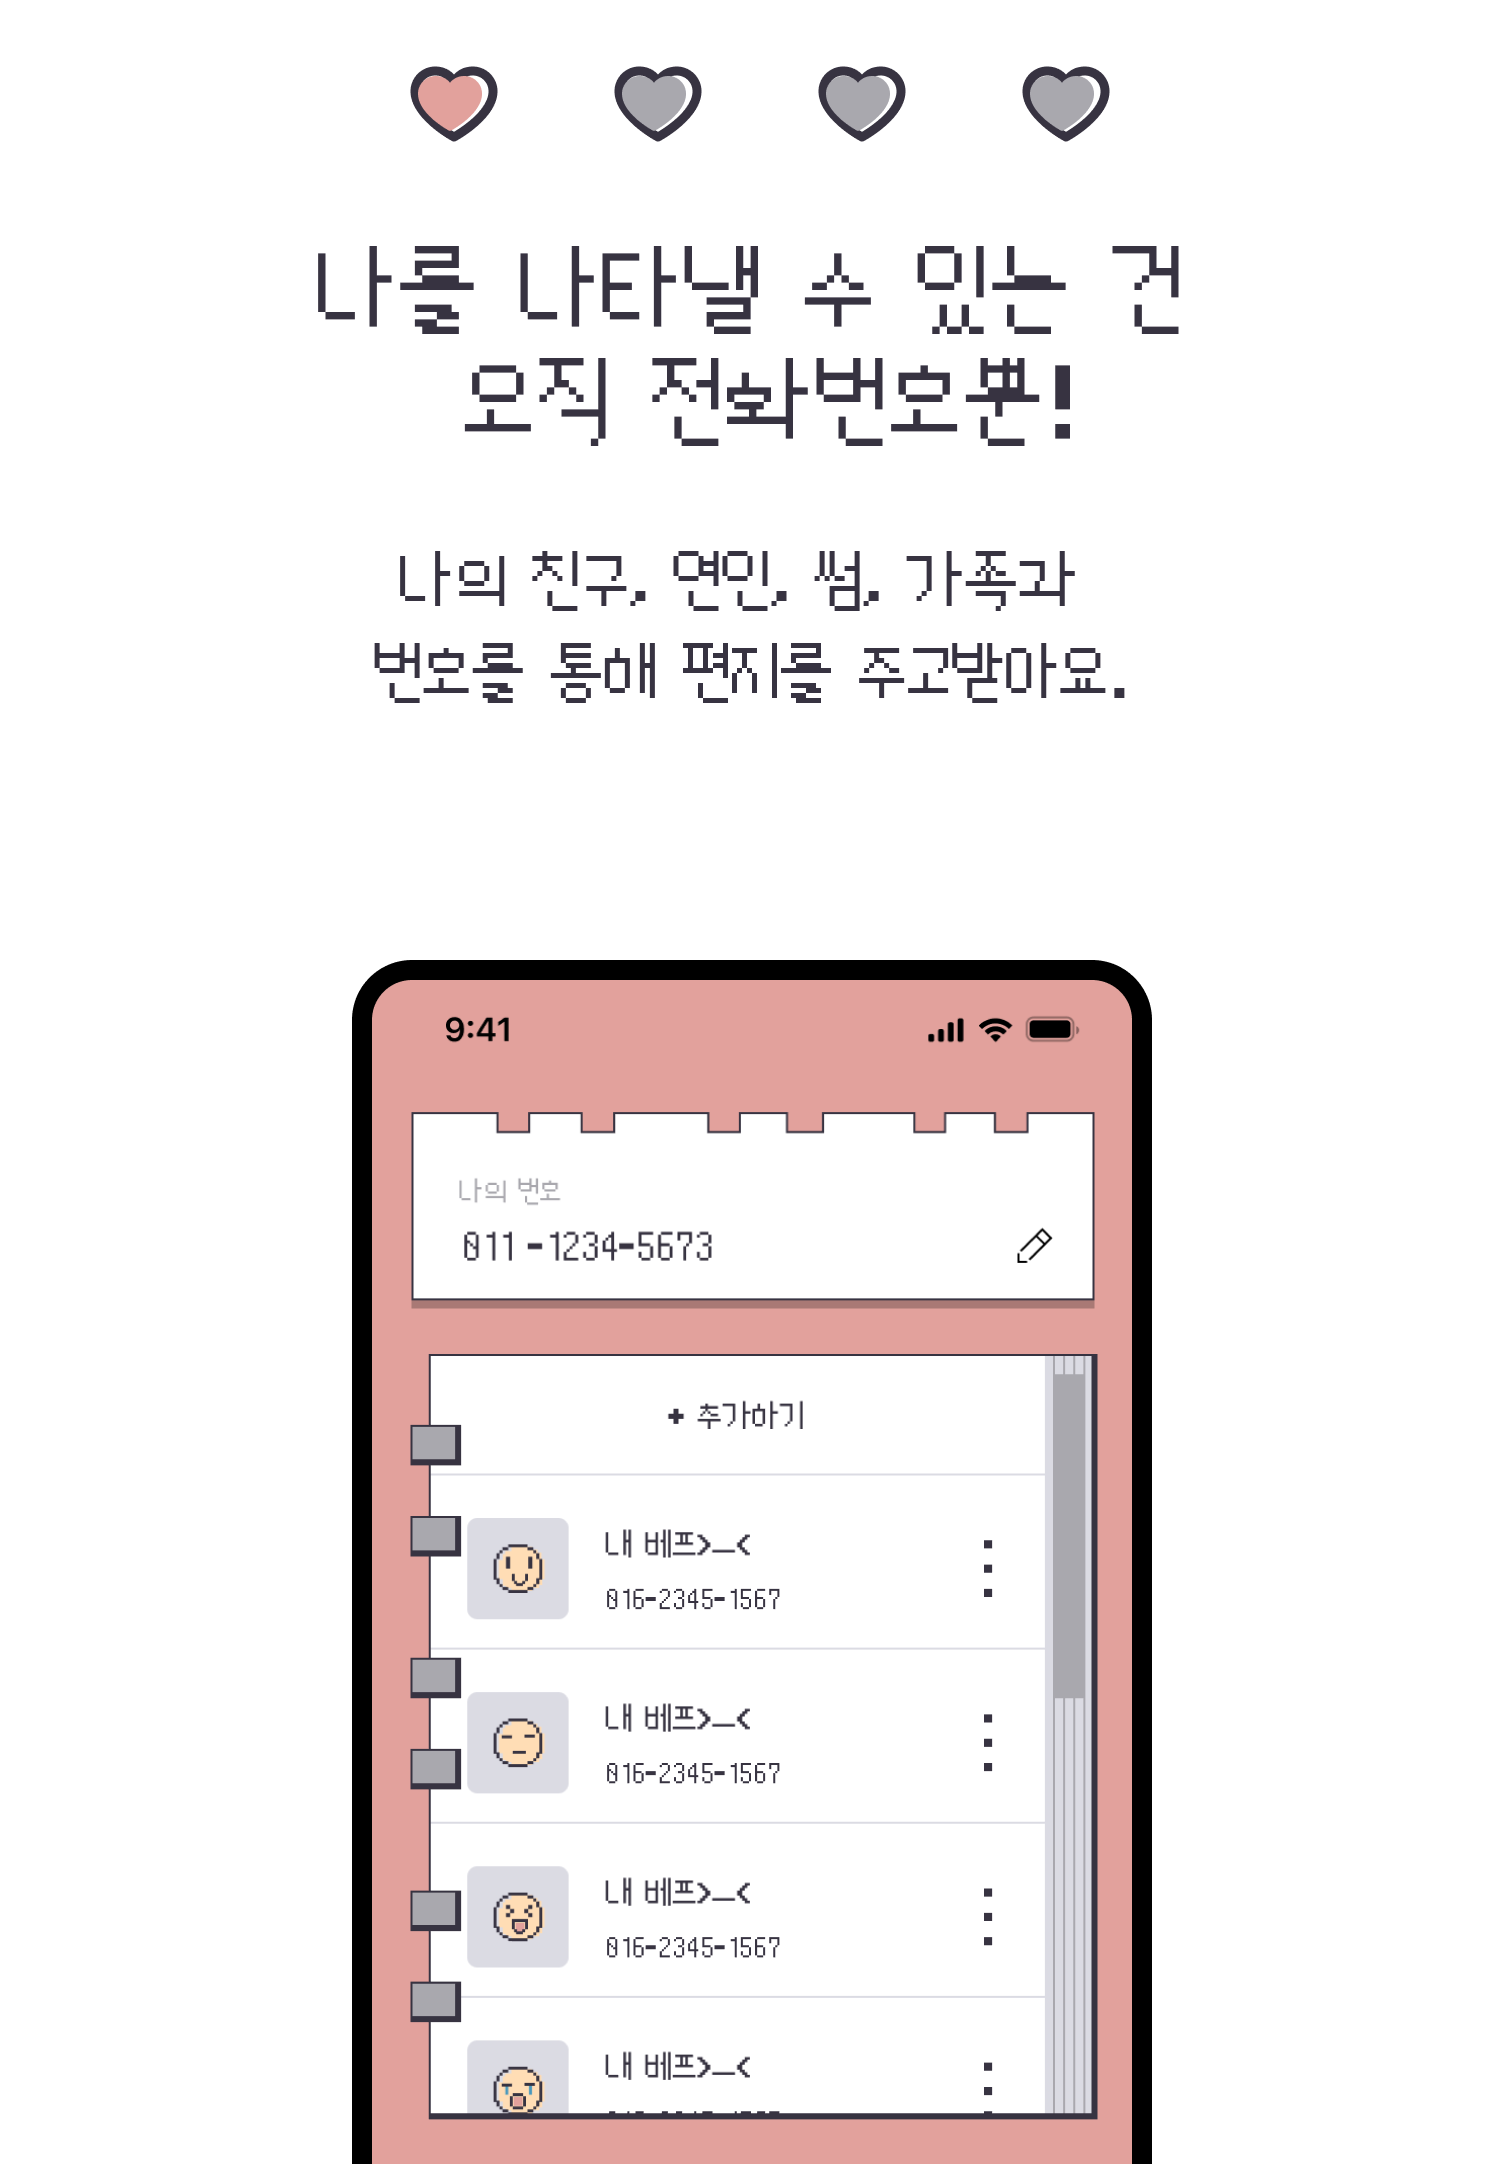 나를 나타낼 수 있는 건
오직 전화번호뿐!
나의 친구, 연인, 썸, 가족과
번호를 통해 편지를 주고받아요.
9:41
나의 번호
011 -1234-5673
+ 추가하기
내 베프>_<
016-2345-1567
내 베프>_<
016-2345-1567
내 베프>_<
016-2345-1567
내 베프>_<